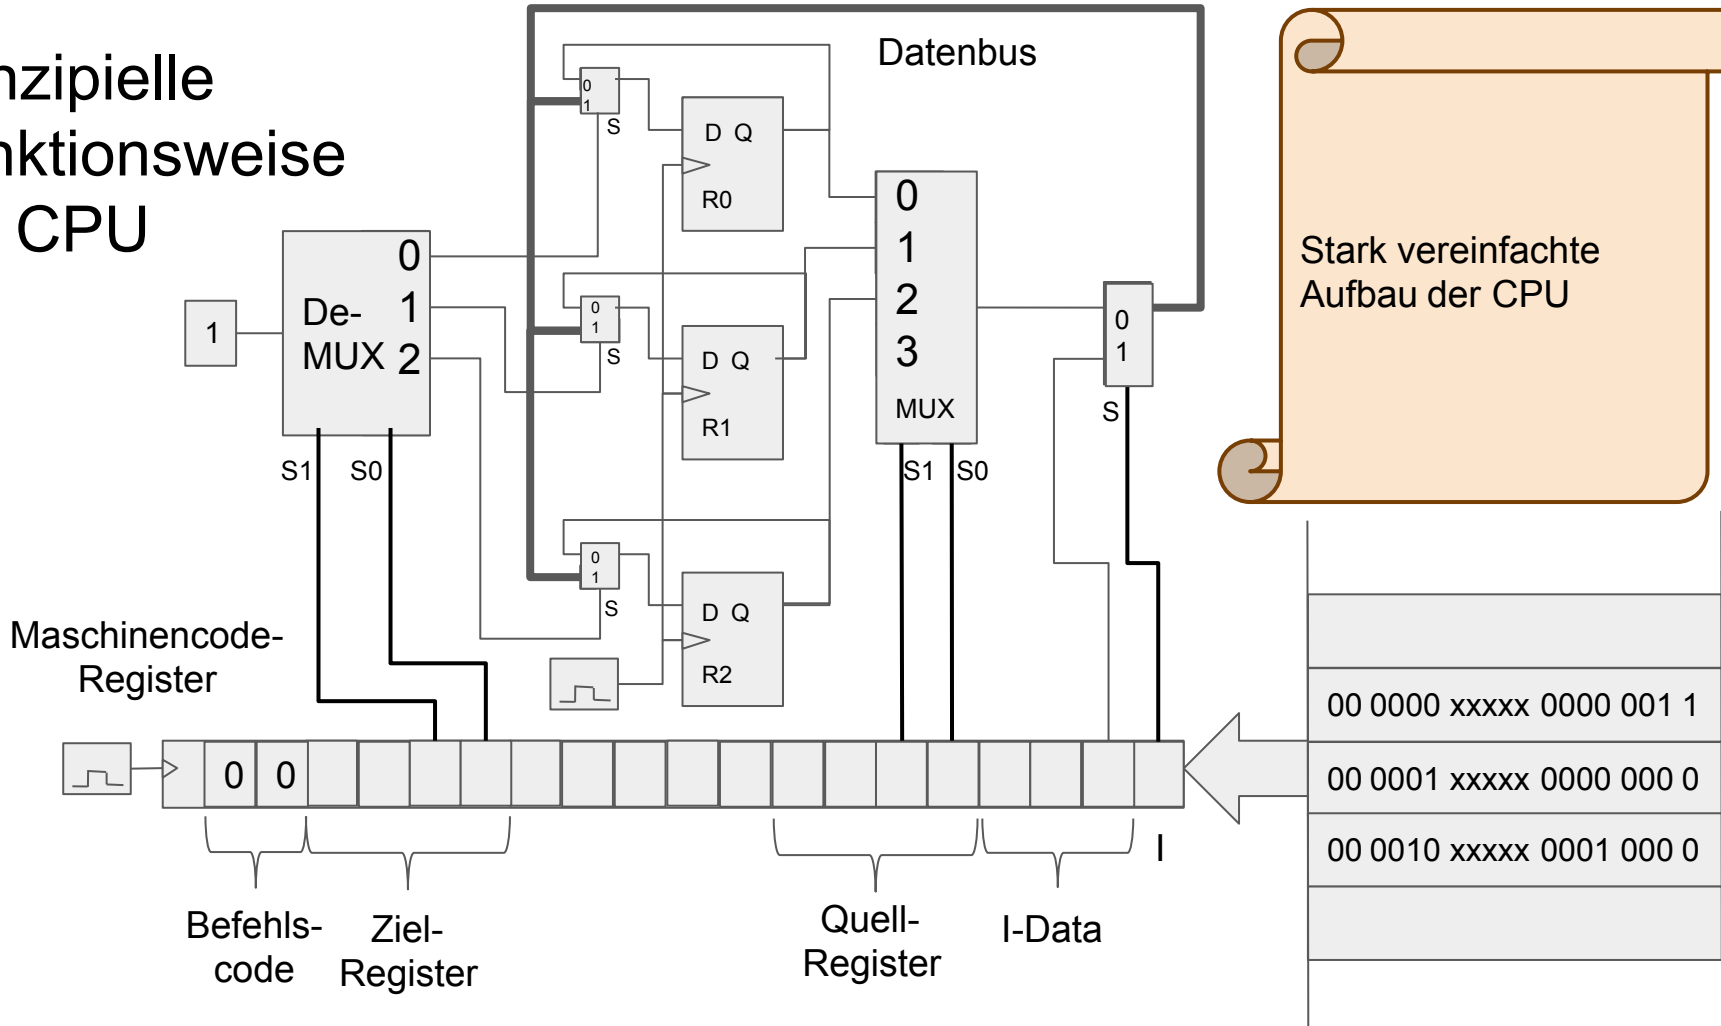 nzipielle
nktionsweise
CPU
Datenbus
Stark vereinfachte
Aufbau der CPU
0
1
S
D Q
R0
0
1
2
3
MUX
S1 S0
1
De-
MUX
0
1
2
S1 S0
0
1
S
D Q
R1
0
1
S
0
1
S
D Q
R2
Maschinencode-
Register
0 0
I
Befehls-
code
Ziel-
Register
Quell-
Register
I-Data
00 0000 xxxxx 0000 001 1
00 0001 xxxxx 0000 000 0
00 0010 xxxxx 0001 000 0